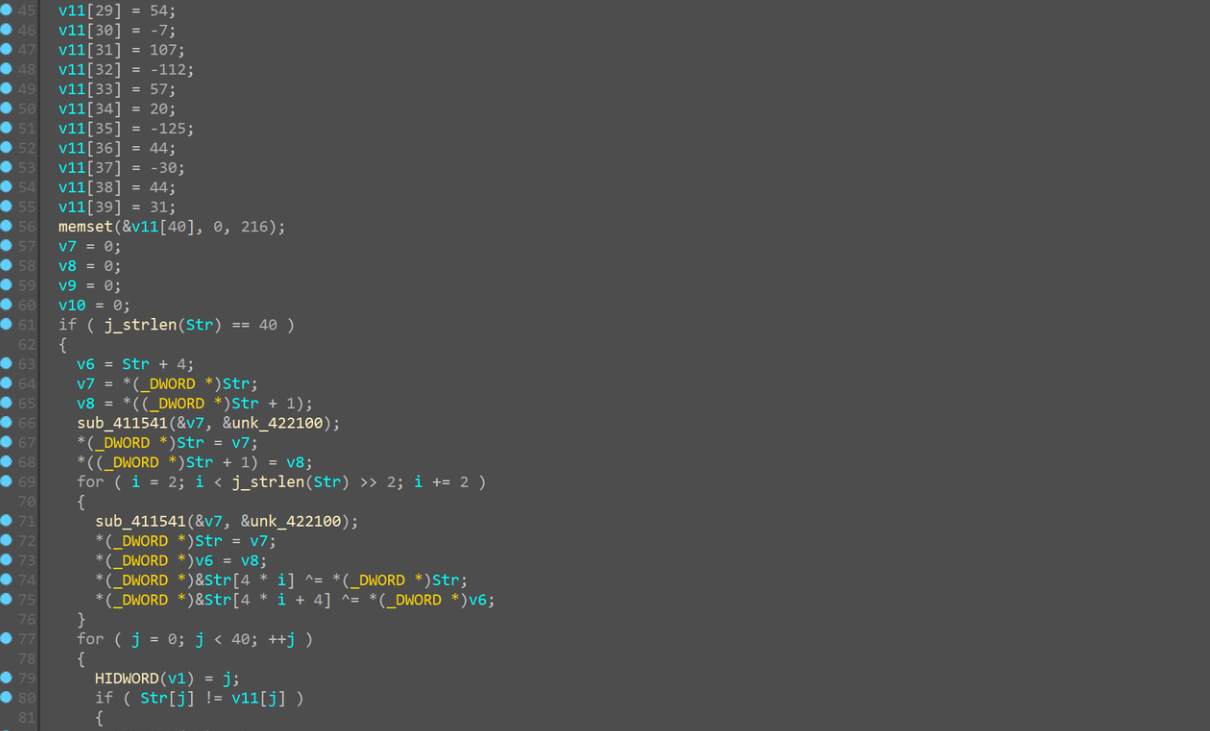 45 v11[29] = 54;
46 v11[30] = -7;
47 v11[31] = 107;
48 v11[32] = -112;
49 v11[33] = 57;
50 v11[34] = 20;
51 v11[35] = -125;
52 v11[36] = 44;
53 v11[37] = -30;
54 v11[38] = 44;
55 v11[39] = 31;
56 memset(&v11[40], 0, 216);
57 v7 = 0;
58 v8 = 0;
59 v9 = 0;
60 v10 = 0;
61 if ( j_strlen(Str) == 40 )
62 {
63 v6 = Str + 4;
64 v7 = *(_DWORD *)Str;
65 v8 = *((_DWORD *)Str + 1);
66 sub_411541(&v7, &unk_422100);
67 *(_DWORD *)Str = v7;
68 *((_DWORD *)Str + 1) = v8;
69 for ( i = 2; i < j_strlen(Str) >> 2; i += 2 )
70 {
71 sub_411541(&v7, &unk_422100);
72 *(_DWORD *)Str = v7;
73 *(_DWORD *)v6 = v8;
74 *(_DWORD *)&Str[4 * i] ^= *(_DWORD *)Str;
75 *(_DWORD *)&Str[4 * i + 4] ^= *(_DWORD *)v6;
76 }
77 for ( j = 0; j < 40; ++j )
78 {
79 HIDWORD(v1) = j;
80 if ( Str[j] != v11[j] )
81 {